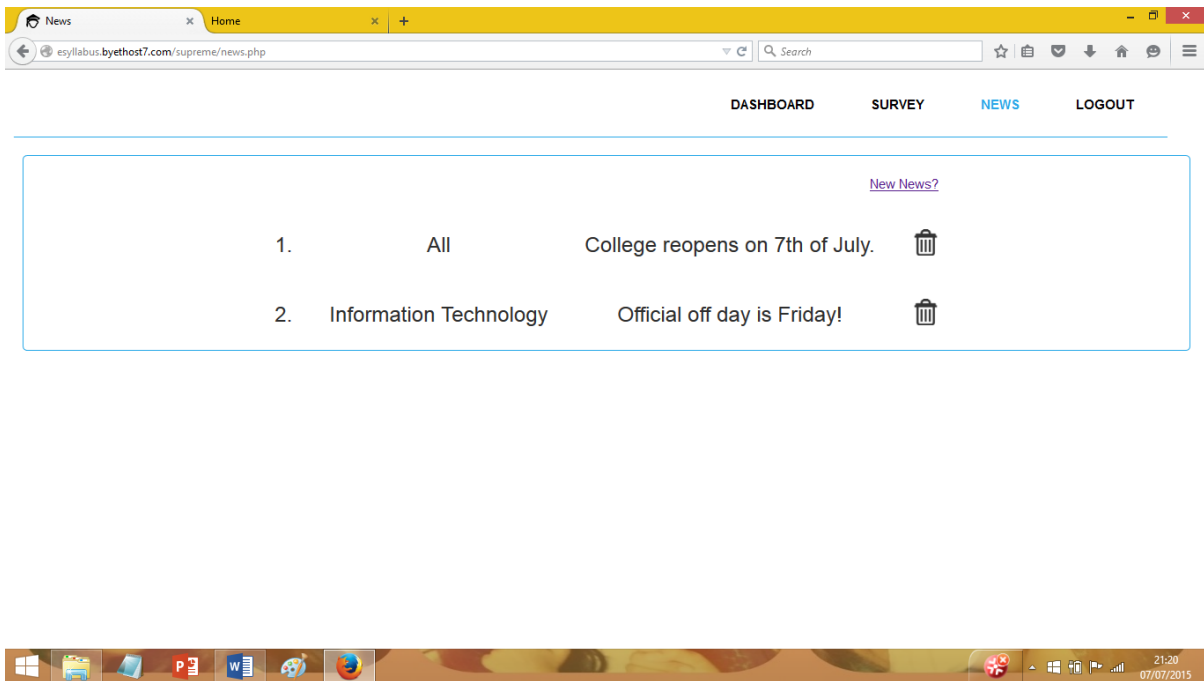 News
Home
esyllabus.byethost7.com/supreme/news.php
Search
DASHBOARD SURVEY NEWS LOGOUT
New News?
1. All College reopens on 7th of July.
2. Information Technology Official off day is Friday!
21:20
07/07/2015